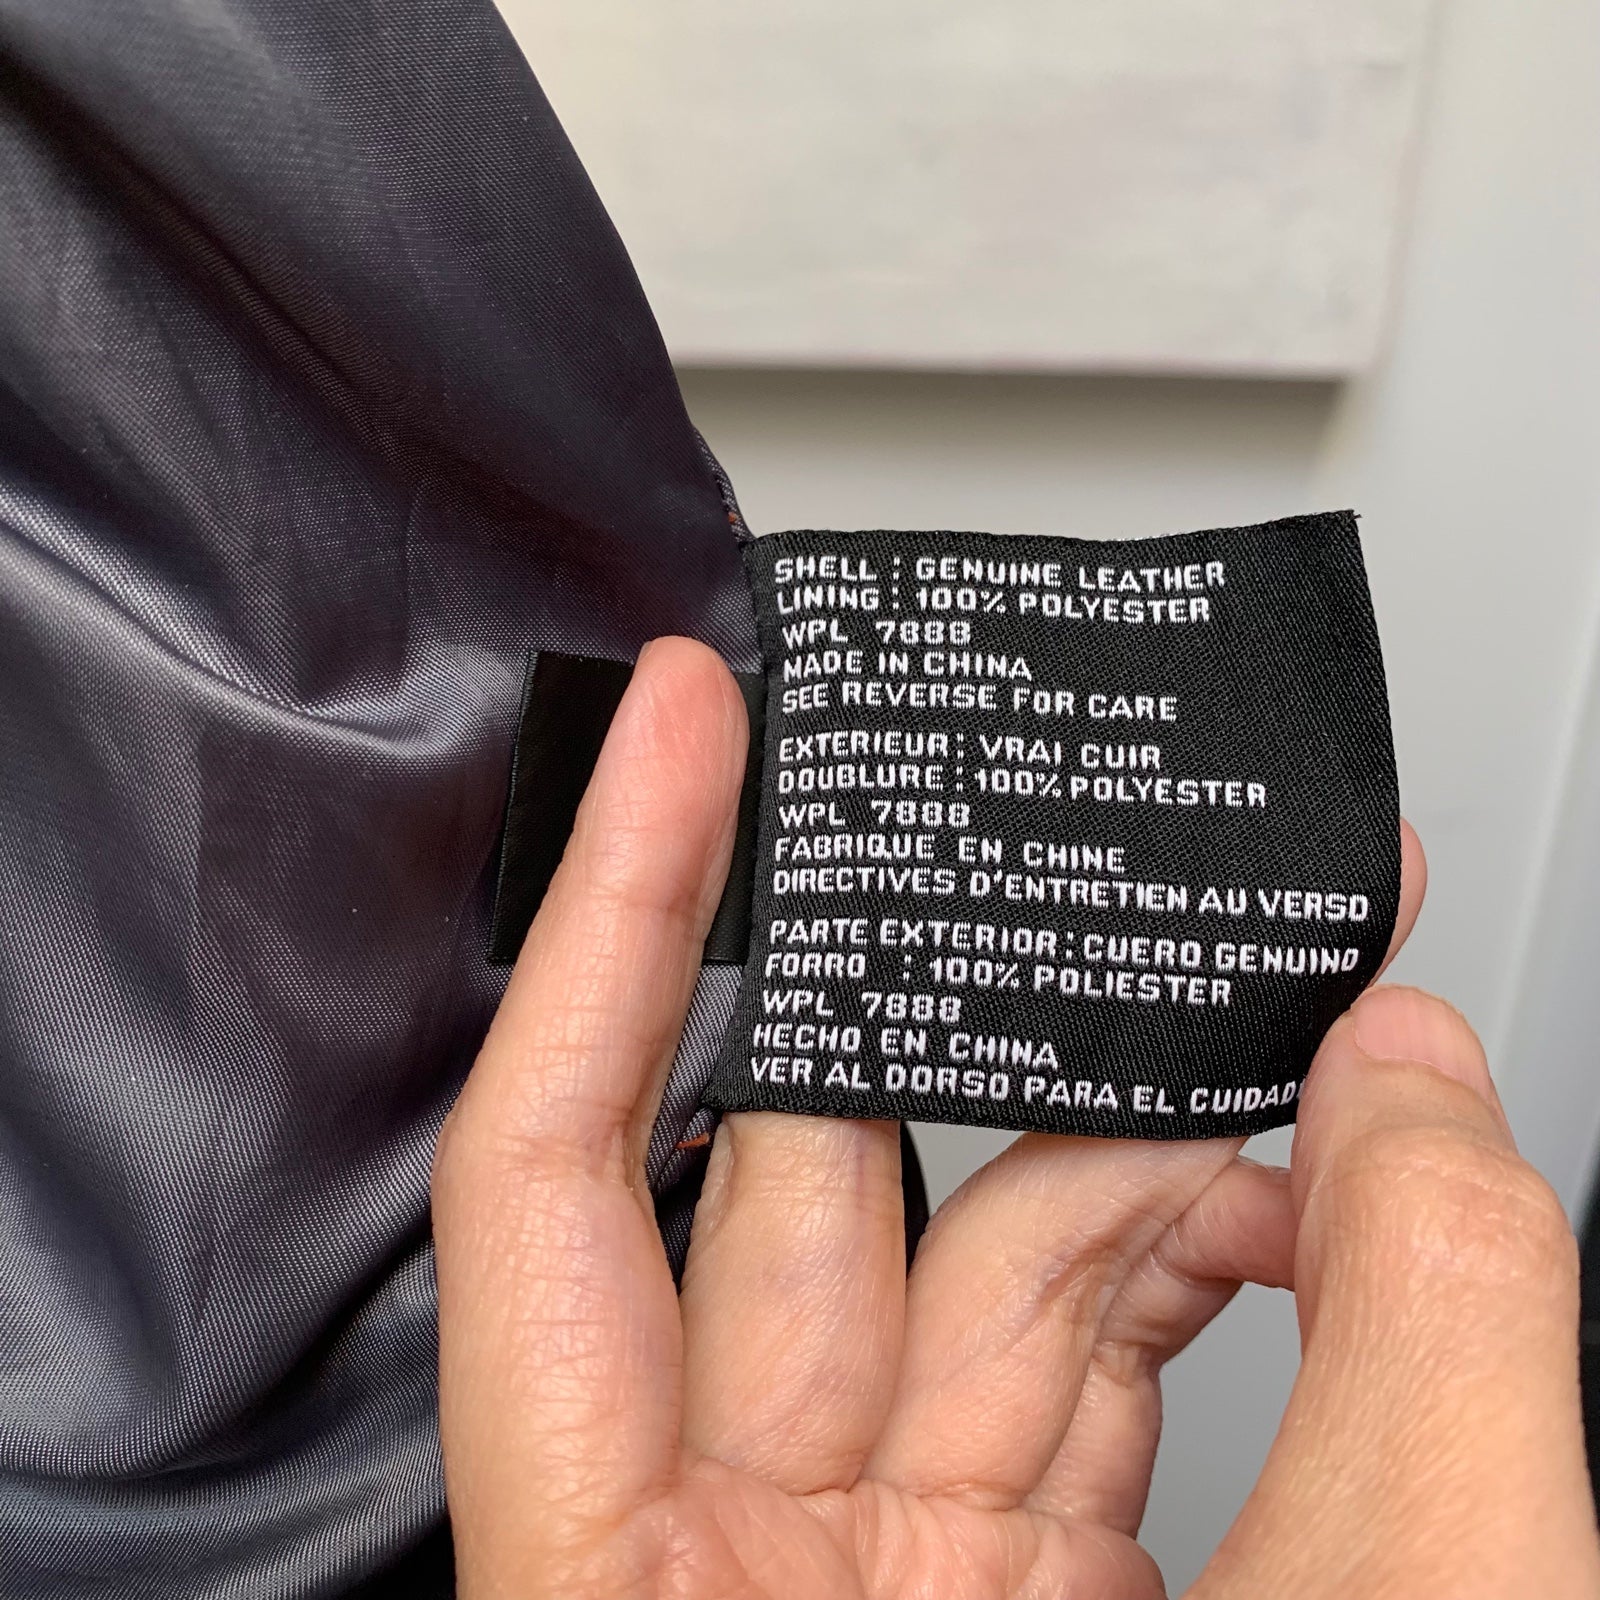 SHELL : GENUINE LEATHER
LINING : 100% POLYESTER
WPL 7888
MADE IN CHINA
SEE REVERSE FOR CARE
EXTERIEUR : VRAI CUIR
DOUBLURE : 100% POLYESTER
WPL 7888
FABRIQUE EN CHINE
DIRECTIVES D'ENTRETIEN AU VERSO
PARTE EXTERIOR : CUERO GENUINO
FORRO : 100% POLIESTER
WPL 7888
HECHO EN CHINA
VER AL DORSO PARA EL